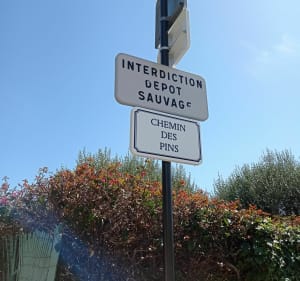 INTERDICTION
DEPOT
SAUVAGE
CHEMIN
DES
PINS